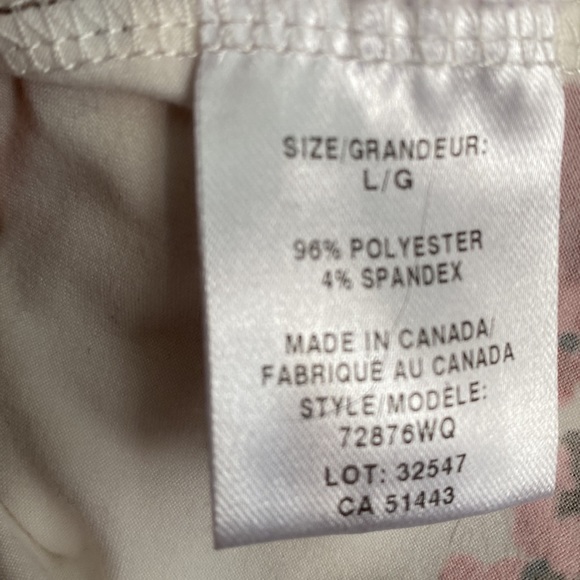 SIZE/GRANDEUR:
L/G
96% POLYESTER
4% SPANDEX
MADE IN CANADA/
FABRIQUÉ AU CANADA
STYLE/MODÈLE:
72876WQ
LOT: 32547
CA 51443